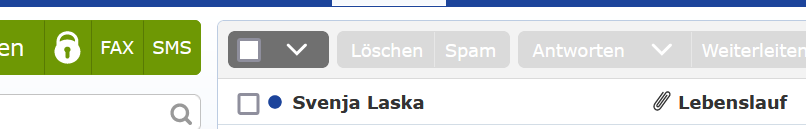 en FAX SMS
Löschen Spam Antworten Weiterleiten
Svenja Laska Lebenslauf